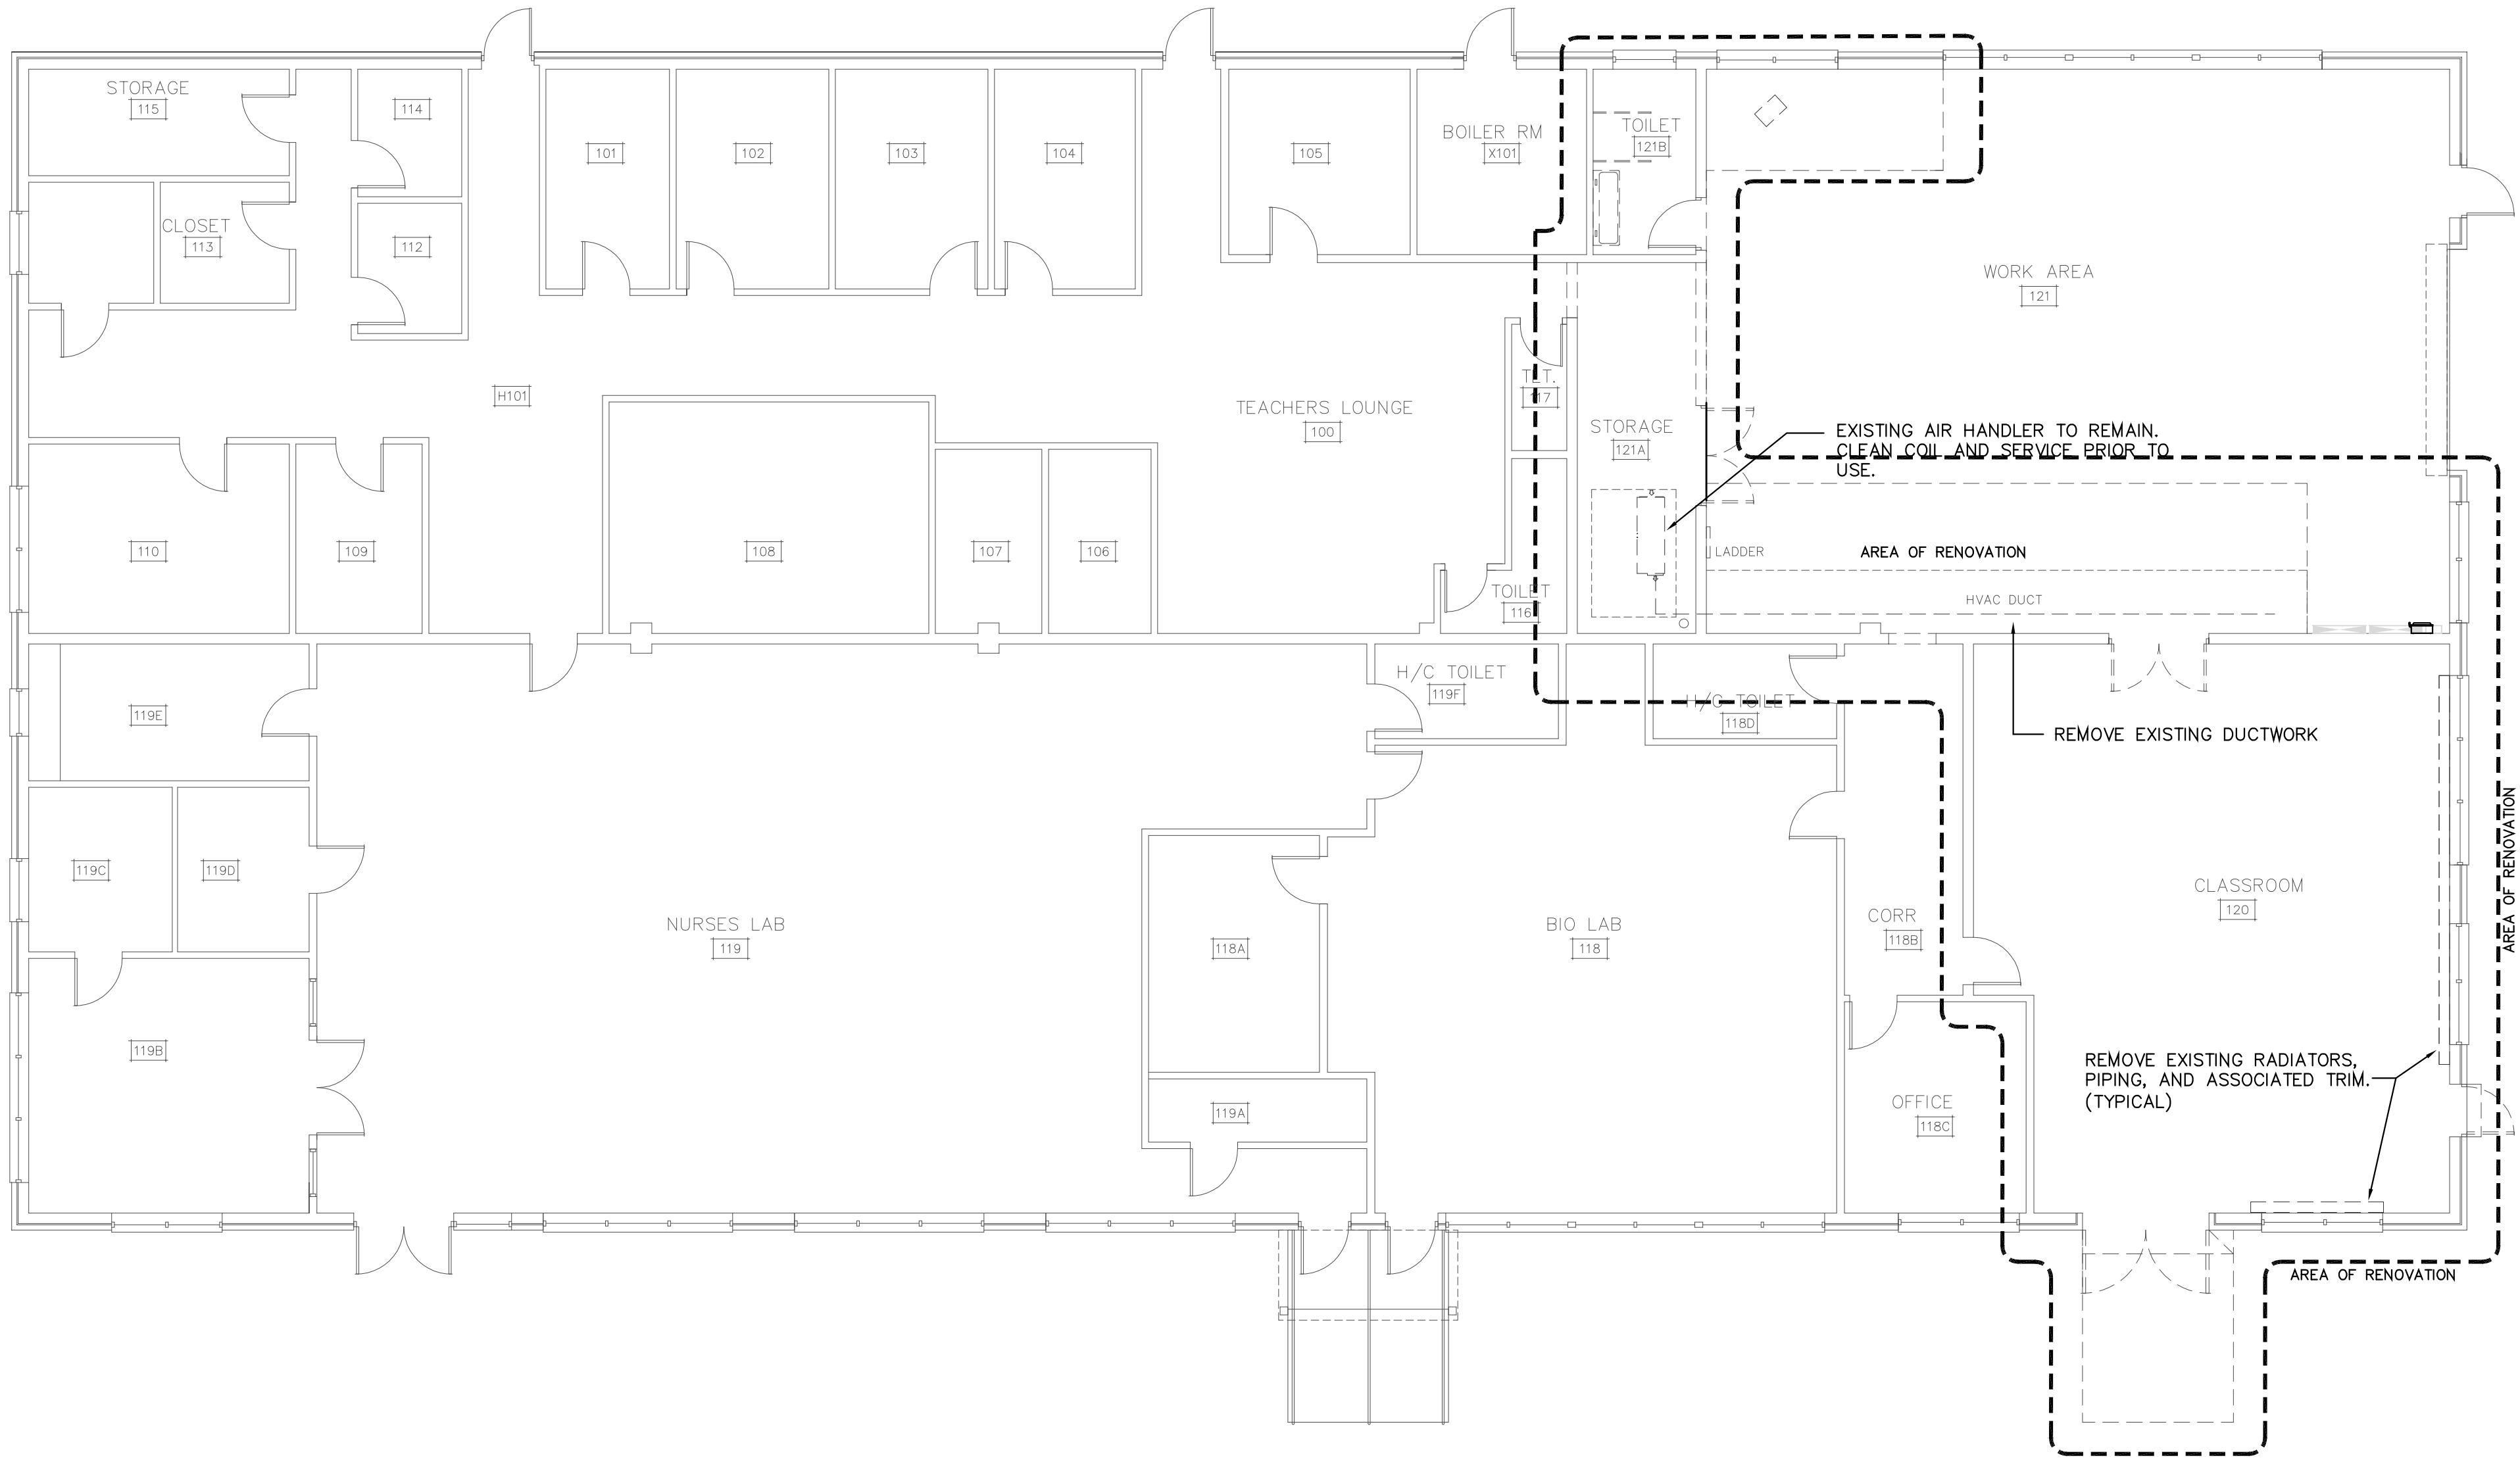 STORAGE
115
114
101
102
103
104
105
BOILER RM
X101
TOILET
121B
CLOSET
113
112
WORK AREA
121
H101
TEACHERS LOUNGE
100
TLT.
117
STORAGE
121A
EXISTING AIR HANDLER TO REMAIN.
CLEAN COIL AND SERVICE PRIOR TO
USE.
110
109
108
107
106
LADDER
AREA OF RENOVATION
TOILET
116
HVAC DUCT
H/C TOILET
119F
H/C TOILET
118D
119E
REMOVE EXISTING DUCTWORK
119C
119D
AREA OF RENOVATION
CLASSROOM
120
NURSES LAB
119
118A
BIO LAB
118
CORR
118B
119B
REMOVE EXISTING RADIATORS,
PIPING, AND ASSOCIATED TRIM.
(TYPICAL)
119A
OFFICE
118C
AREA OF RENOVATION